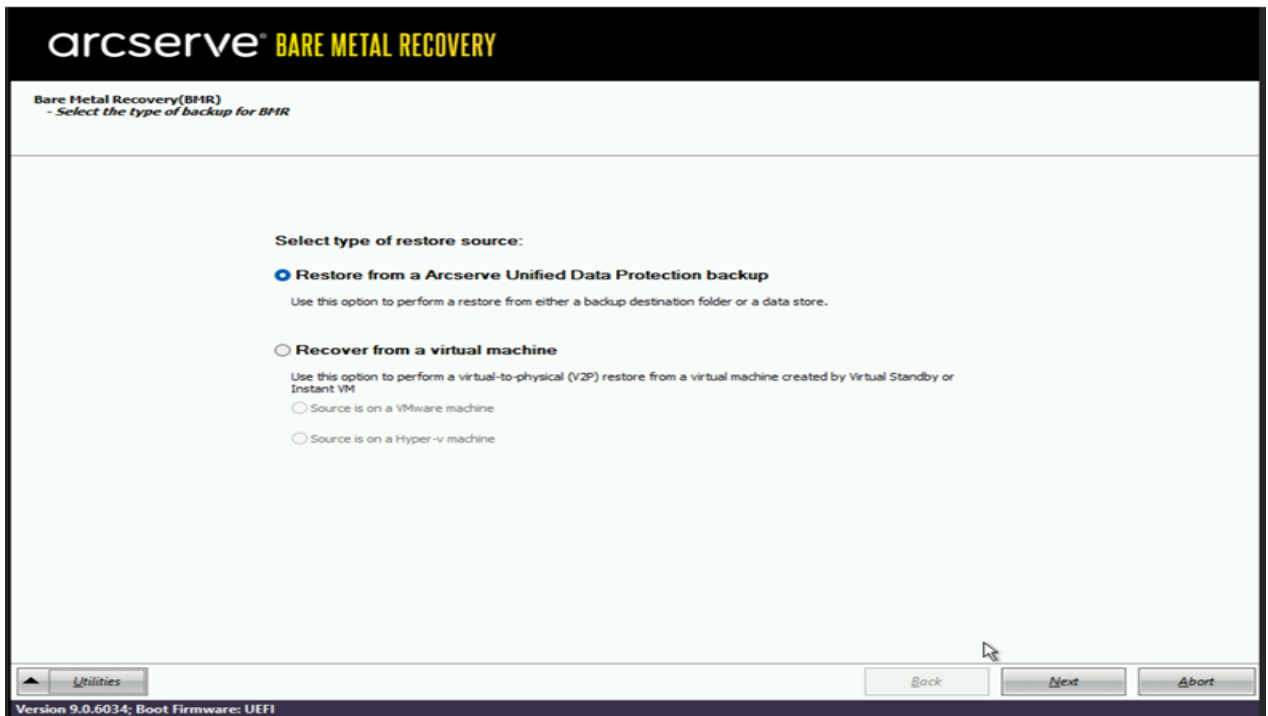 arcserve® BARE METAL RECOVERY
Bare Metal Recovery(BMR)
- Select the type of backup for BMR
Select type of restore source:
Restore from a Arcserve Unified Data Protection backup
Use this option to perform a restore from either a backup destination folder or a data store.
Recover from a virtual machine
Use this option to perform a virtual-to-physical (V2P) restore from a virtual machine created by Virtual Standby or
Instant VM
Source is on a VMware machine
Source is on a Hyper-v machine
Utilities
Back
Next
Abort
Version 9.0.6034; Boot Firmware: UEFI